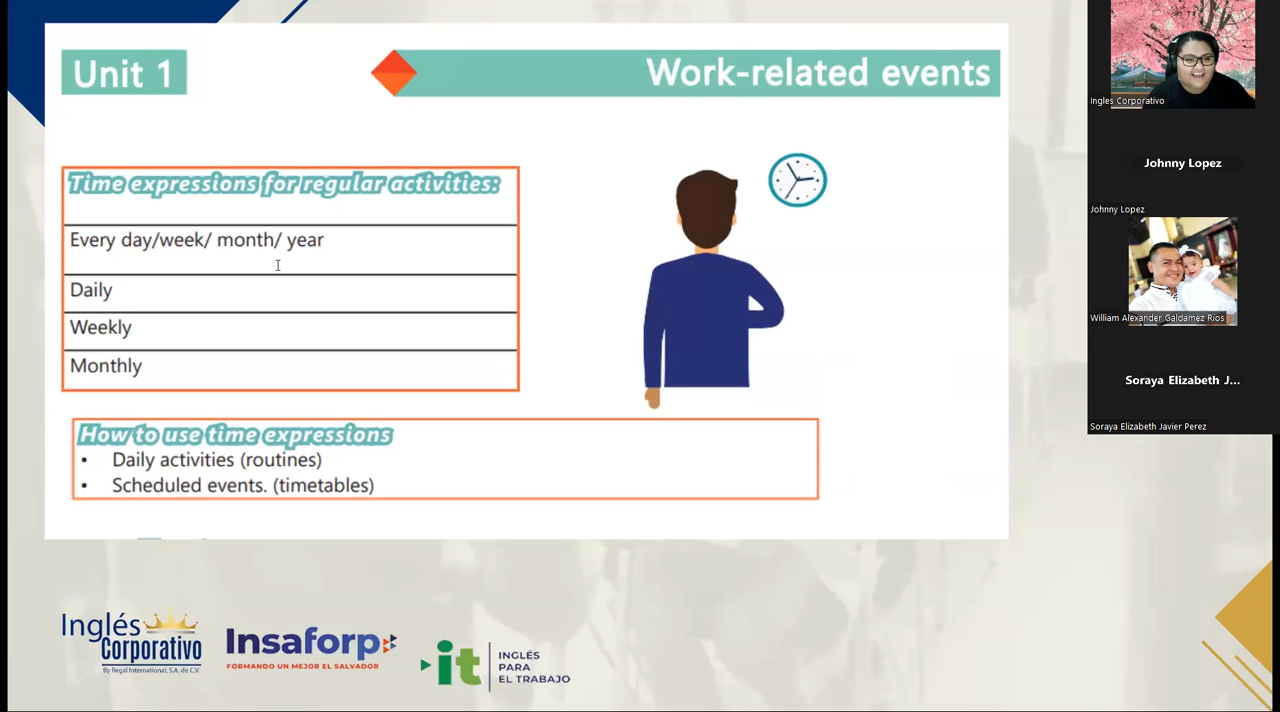 Unit 1
Work-related events
Time expressions for regular activities:
Every day/week/ month/ year
Daily
Weekly
Monthly
How to use time expressions
• Daily activities (routines)
• Scheduled events. (timetables)
Inglés
Corporativo
By Regal International, S.A. de C.V.
Insaforp
FORMANDO UN MEJOR EL SALVADOR
it
INGLÉS
PARA
EL TRABAJO
Ingles Corporativo
Johnny Lopez
Johnny Lopez
William Alexander Galdamez Rios
Soraya Elizabeth J...
Soraya Elizabeth Javier Perez